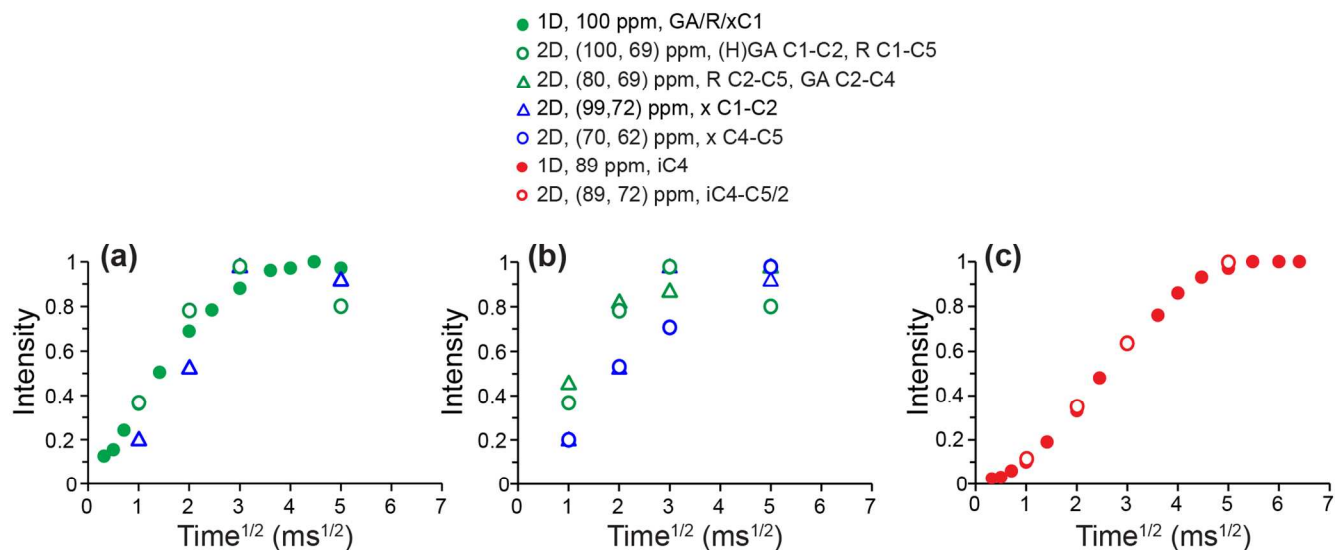 1D, 100 ppm, GA/R/xC1
2D, (100, 69) ppm, (H)GA C1-C2, R C1-C5
2D, (80, 69) ppm, R C2-C5, GA C2-C4
2D, (99,72) ppm, x C1-C2
2D, (70, 62) ppm, x C4-C5
1D, 89 ppm, iC4
2D, (89, 72) ppm, iC4-C5/2
(a)
Intensity
1
0.8
0.6
0.4
0.2
0
0 1 2 3 4 5 6 7
Time1/2 (ms1/2)
(b)
Intensity
1
0.8
0.6
0.4
0.2
0
0 1 2 3 4 5 6 7
Time1/2 (ms1/2)
(c)
Intensity
1
0.8
0.6
0.4
0.2
0
0 1 2 3 4 5 6 7
Time1/2 (ms1/2)